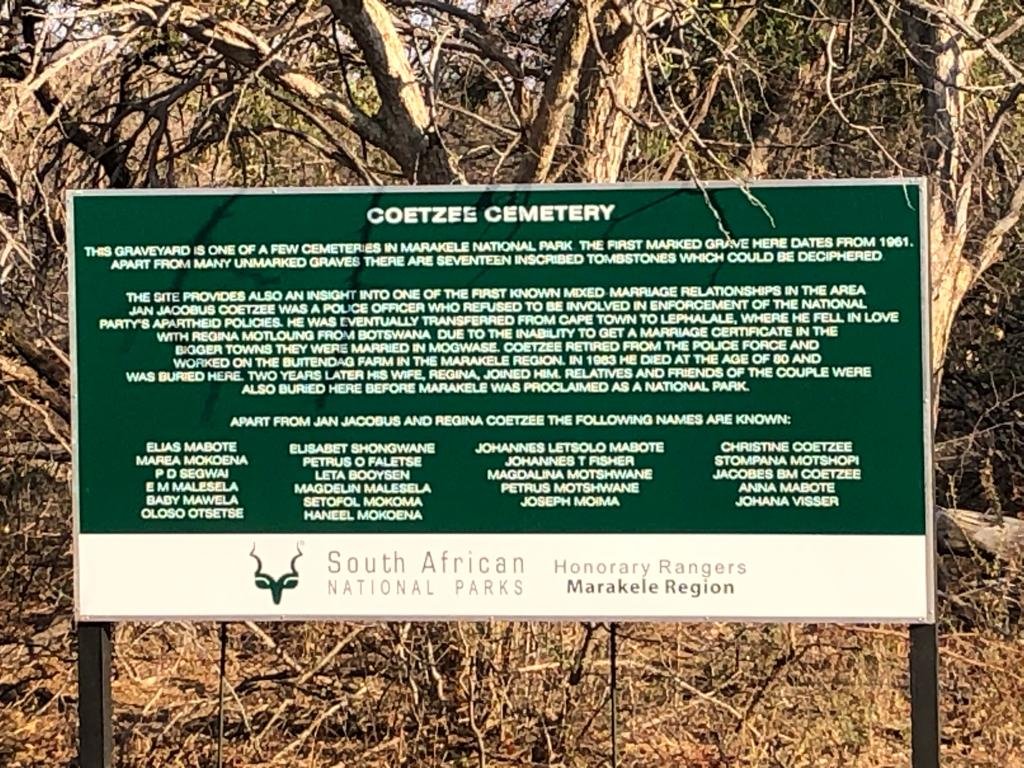 COETZEE CEMETERY
THIS GRAVEYARD IS ONE OF A FEW CEMETERIES IN MARAKELE NATIONAL PARK. THE FIRST MARKED GRAVE HERE DATES FROM 1961.
APART FROM MANY UNMARKED GRAVES THERE ARE SEVENTEEN INSCRIBED TOMBSTONES WHICH COULD BE DECIPHERED
THE SITE PROVIDES ALSO AN INSIGHT INTO ONE OF THE FIRST KNOWN MIXED MARRIAGE RELATIONSHIPS IN THE AREA
JAN JACOBUS COETZEE WAS A POLICE OFFICER WHO REFUSED TO BE INVOLVED IN ENFORCEMENT OF THE NATIONAL
PARTY'S APARTHEID POLICIES. HE WAS EVENTUALLY TRANSFERRED FROM CAPE TOWN TO LEPHALALE, WHERE HE FELL IN LOVE
WITH REGINA MOTLOUNG FROM BOTSWANA. DUE TO THE INABILITY TO GET A MARRIAGE CERTIFICATE IN THE
BIGGER TOWNS THEY WERE MARRIED IN MOGWASE. COETZEE RETIRED FROM THE POLICE FORCE AND
WORKED ON THE BUITENDAG FARM IN THE MARAKELE REGION. IN 1983 HE DIED AT THE AGE OF 80 AND
WAS BURIED HERE. TWO YEARS LATER HIS WIFE, REGINA, JOINED HIM. RELATIVES AND FRIENDS OF THE COUPLE WERE
ALSO BURIED HERE BEFORE MARAKELE WAS PROCLAIMED AS A NATIONAL PARK.
APART FROM JAN JACOBUS AND REGINA COETZEE THE FOLLOWING NAMES ARE KNOWN:
ELIAS MABOTE
MAREA MOKOENA
P D SEGWAI
E M MALESELA
BABY MAWELA
OLOSO OTSETSE
ELISABET SHONGWANE
PETRUS O FALETSE
LETA BOOYSEN
MAGDELIN MALESELA
SETOFOL MOKOMA
HANEEL MOKOENA
JOHANNES LETSOLO MABOTE
JOHANNES T FISHER
MAGDALINA MOTSHWANE
PETRUS MOTSHWANE
JOSEPH MOIMA
CHRISTINE COETZEE
STOMPANA MOTSHOPI
JACOBES BM COETZEE
ANNA MABOTE
JOHANA VISSER
South African
NATIONAL PARKS
Honorary Rangers
Marakele Region